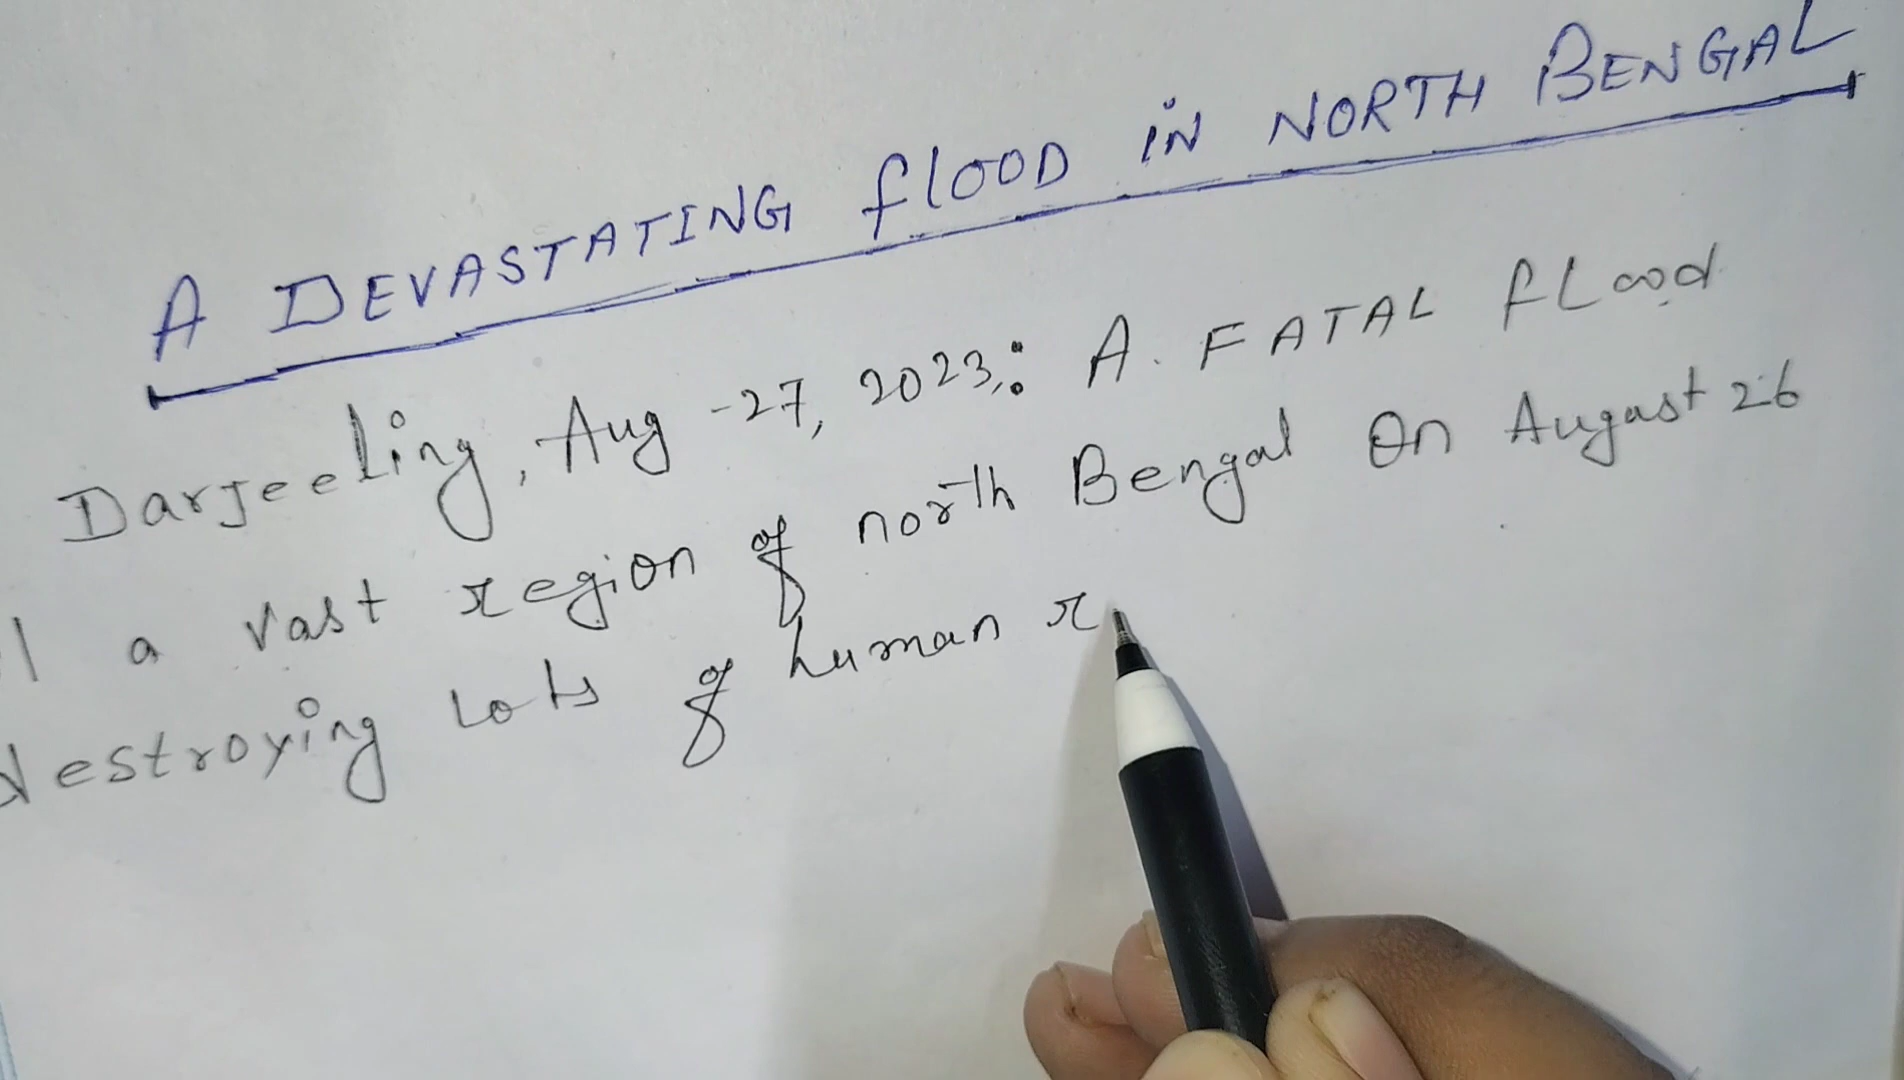 A DEVASTATING flOOD iN NORTH BENGAL
Darjeeling, Aug -27, 2023,: A. FATAL fLood
a vast region of north Bengal On August 26
destroying Lots of human r